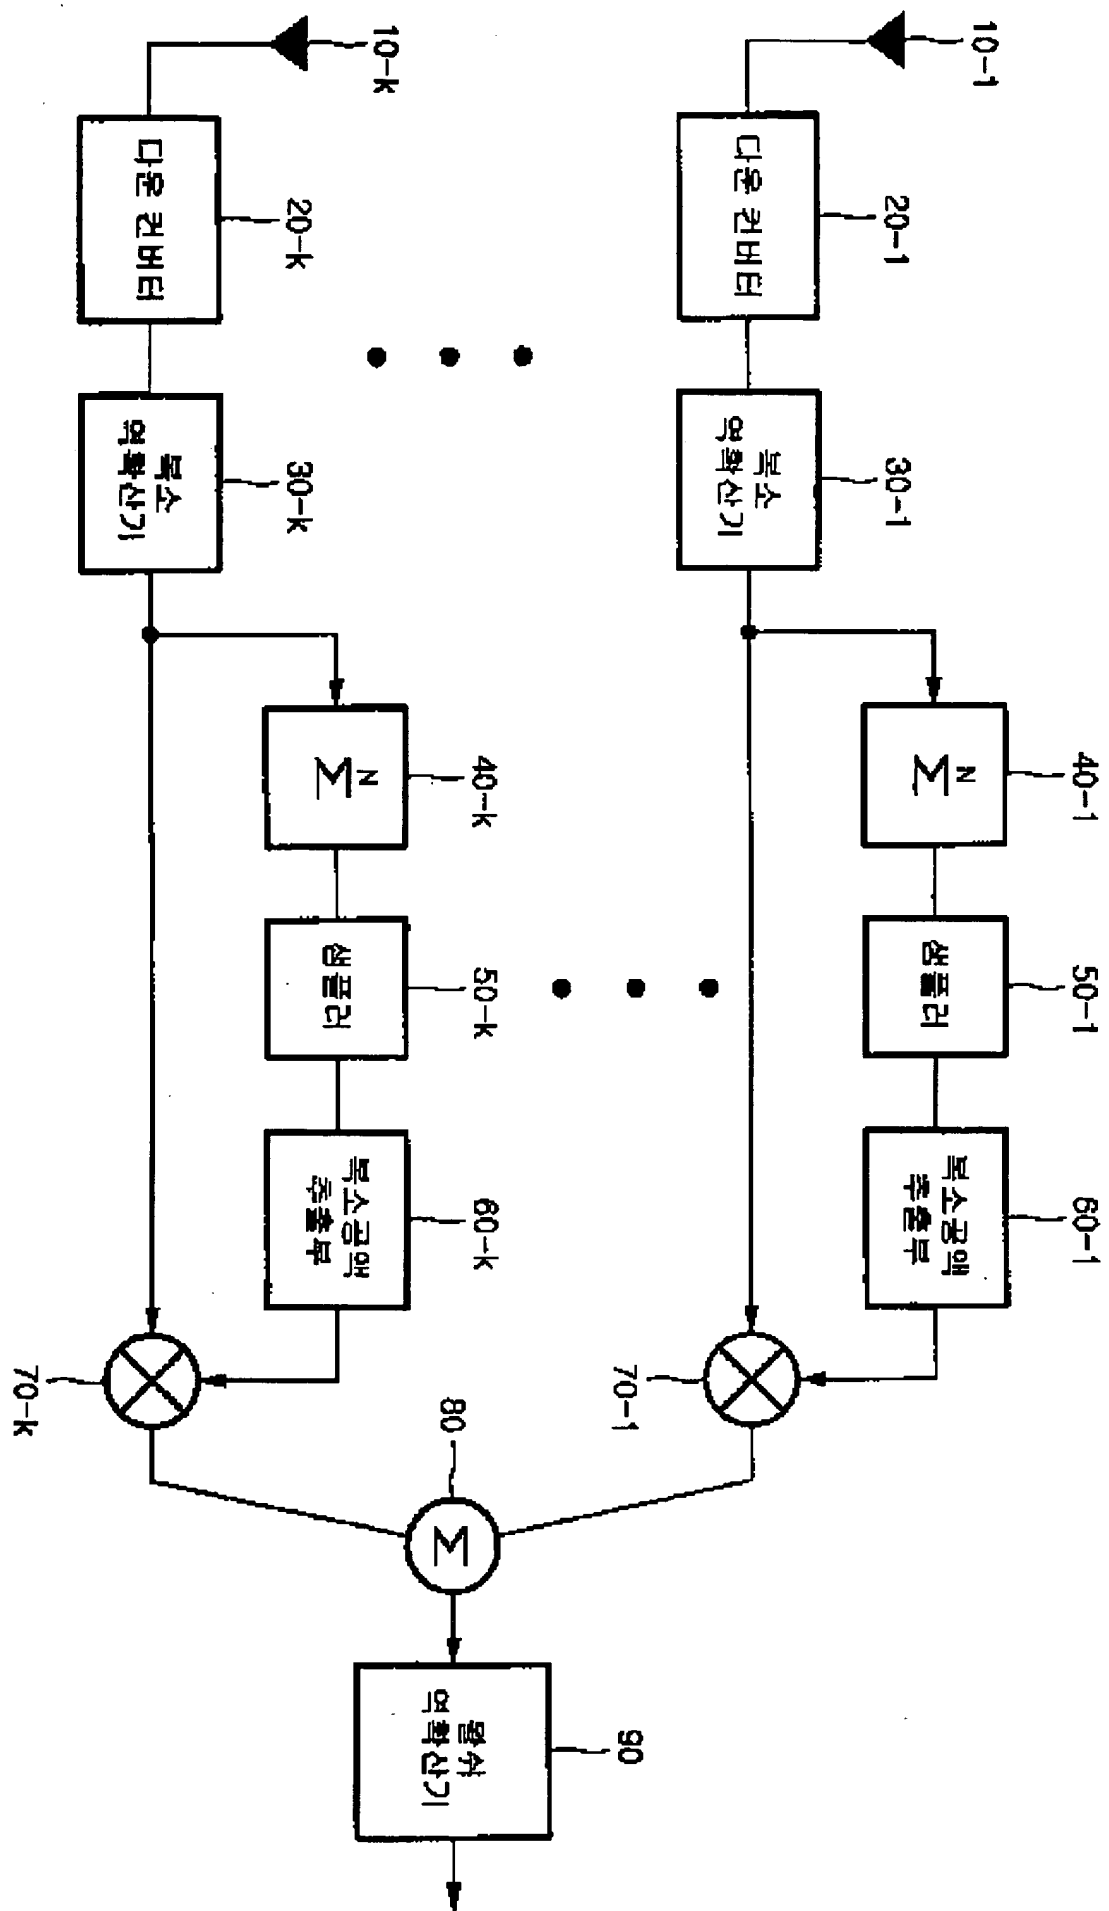 10-1
다운 컨버터
20-1
복소
역확산기
30-1
N
Σ
40-1
샘플러
50-1
복소공액
추출부
60-1
70-1
10-k
다운 컨버터
20-k
복소
역확산기
30-k
N
Σ
40-k
샘플러
50-k
복소공액
추출부
60-k
70-k
80
Σ
왈쉬
역확산기
90